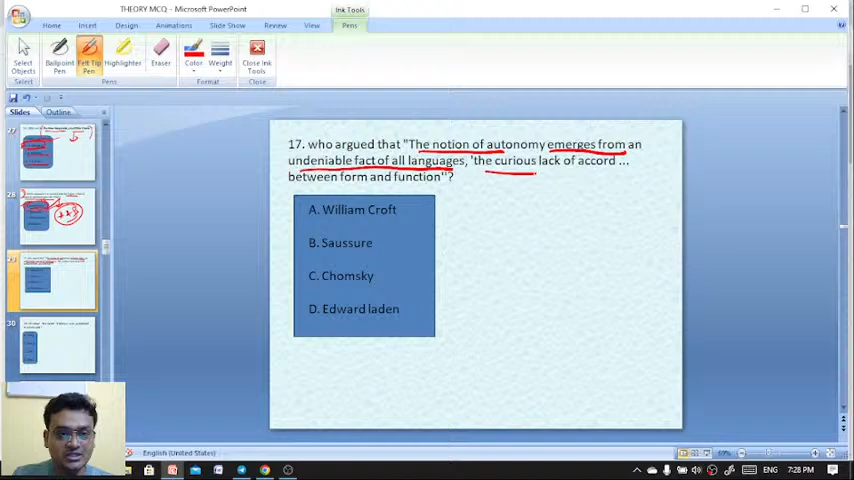 THEORY MCQ - Microsoft PowerPoint
Ink Tools
Home Insert Design Animations Slide Show Review View Pens
Select Objects
Ballpoint Pen
Felt Tip Pen
Highlighter
Eraser
Color
Weight
Close Ink Tools
Select Pens Format Close
Slides Outline
17. who argued that "The notion of autonomy emerges from an
undeniable fact of all languages, 'the curious lack of accord ...
between form and function''?
A. William Croft
B. Saussure
C. Chomsky
D. Edward laden
28
30
English (United States)
69%
ENG 7:28 PM